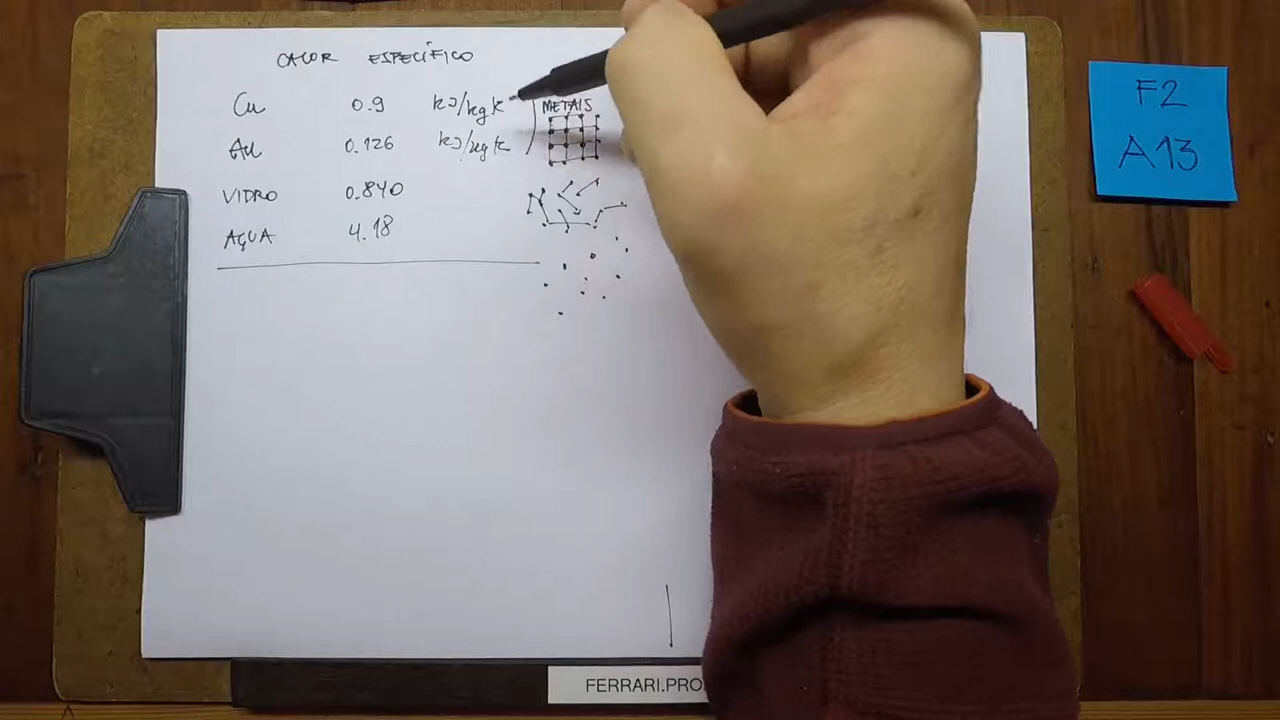 CALOR ESPECÍFICO
Cu 0.9 kJ/kg K
Au 0.126 kJ/kg K
VIDRO 0.840
AGUA 4.18
METAIS
F2
A13
FERRARI.PRO